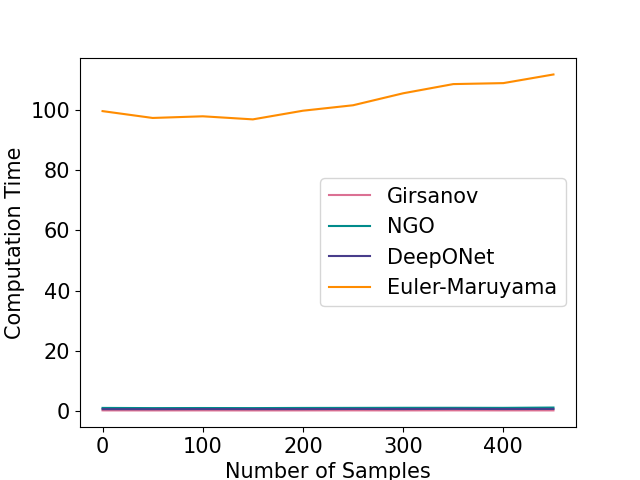 100
80
60
40
20
0
Computation Time
Girsanov
NGO
DeepONet
Euler-Maruyama
0 100 200 300 400
Number of Samples